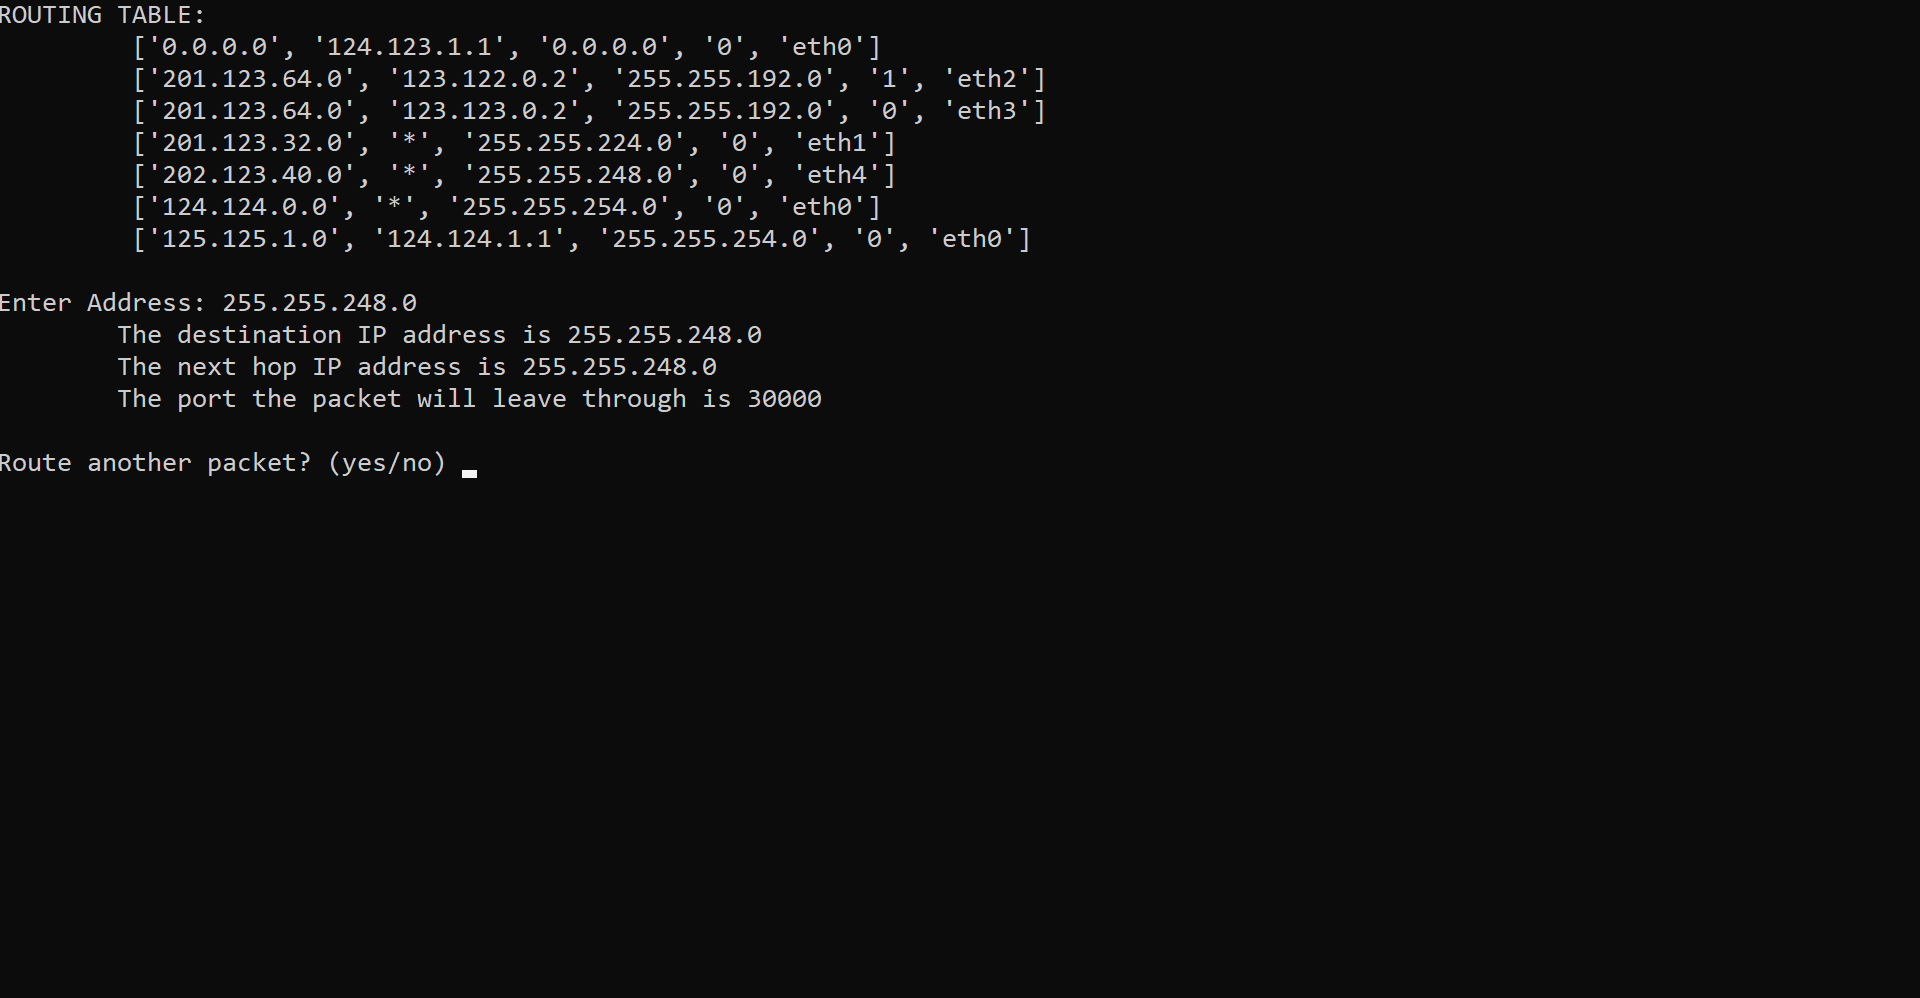 ROUTING TABLE:
['0.0.0.0', '124.123.1.1', '0.0.0.0', '0', 'eth0']
['201.123.64.0', '123.122.0.2', '255.255.192.0', '1', 'eth2']
['201.123.64.0', '123.123.0.2', '255.255.192.0', '0', 'eth3']
['201.123.32.0', '*', '255.255.224.0', '0', 'eth1']
['202.123.40.0', '*', '255.255.248.0', '0', 'eth4']
['124.124.0.0', '*', '255.255.254.0', '0', 'eth0']
['125.125.1.0', '124.124.1.1', '255.255.254.0', '0', 'eth0']
Enter Address: 255.255.248.0
The destination IP address is 255.255.248.0
The next hop IP address is 255.255.248.0
The port the packet will leave through is 30000
Route another packet? (yes/no)